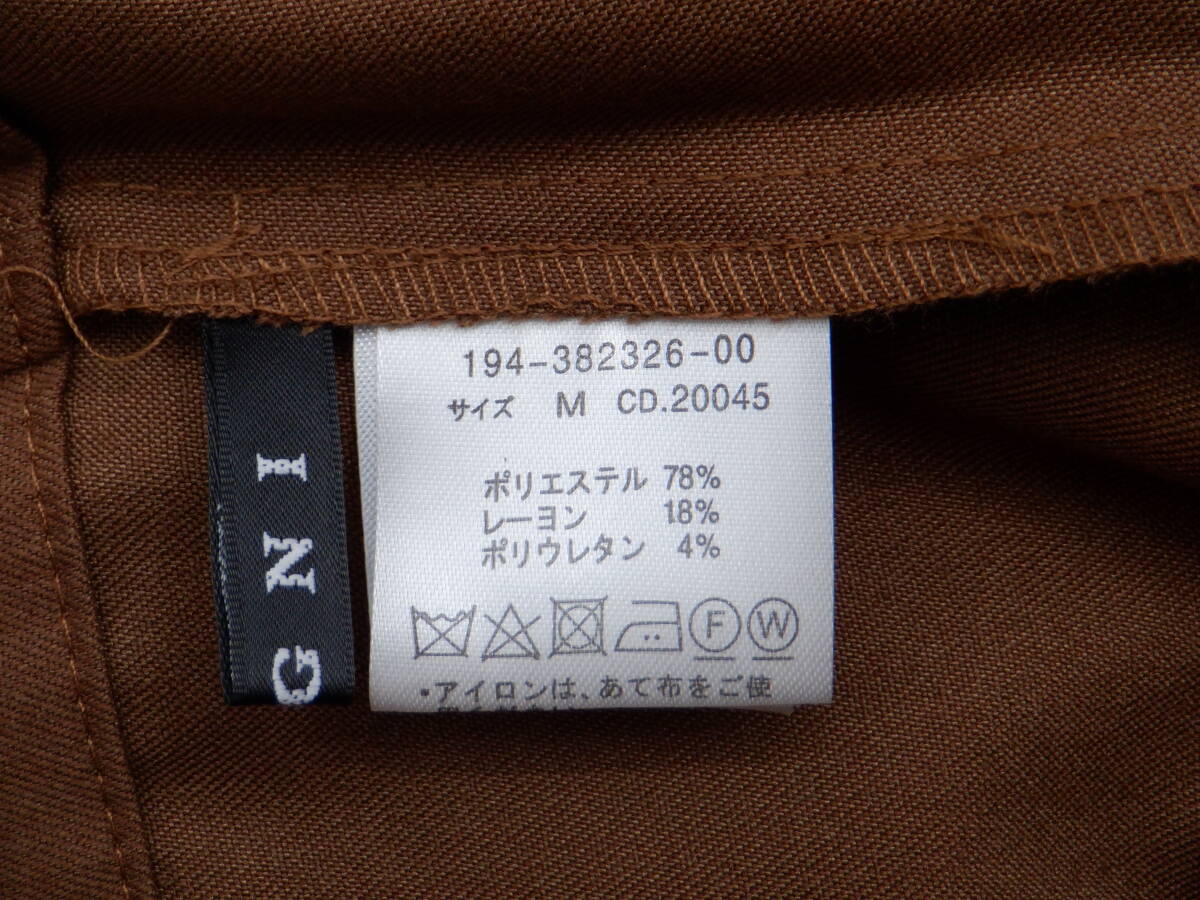 194-382326-00
サイズ M CD.20045
ポリエステル 78%
レーヨン 18%
ポリウレタン 4%
F W
・アイロンは、あて布をご使
I N G